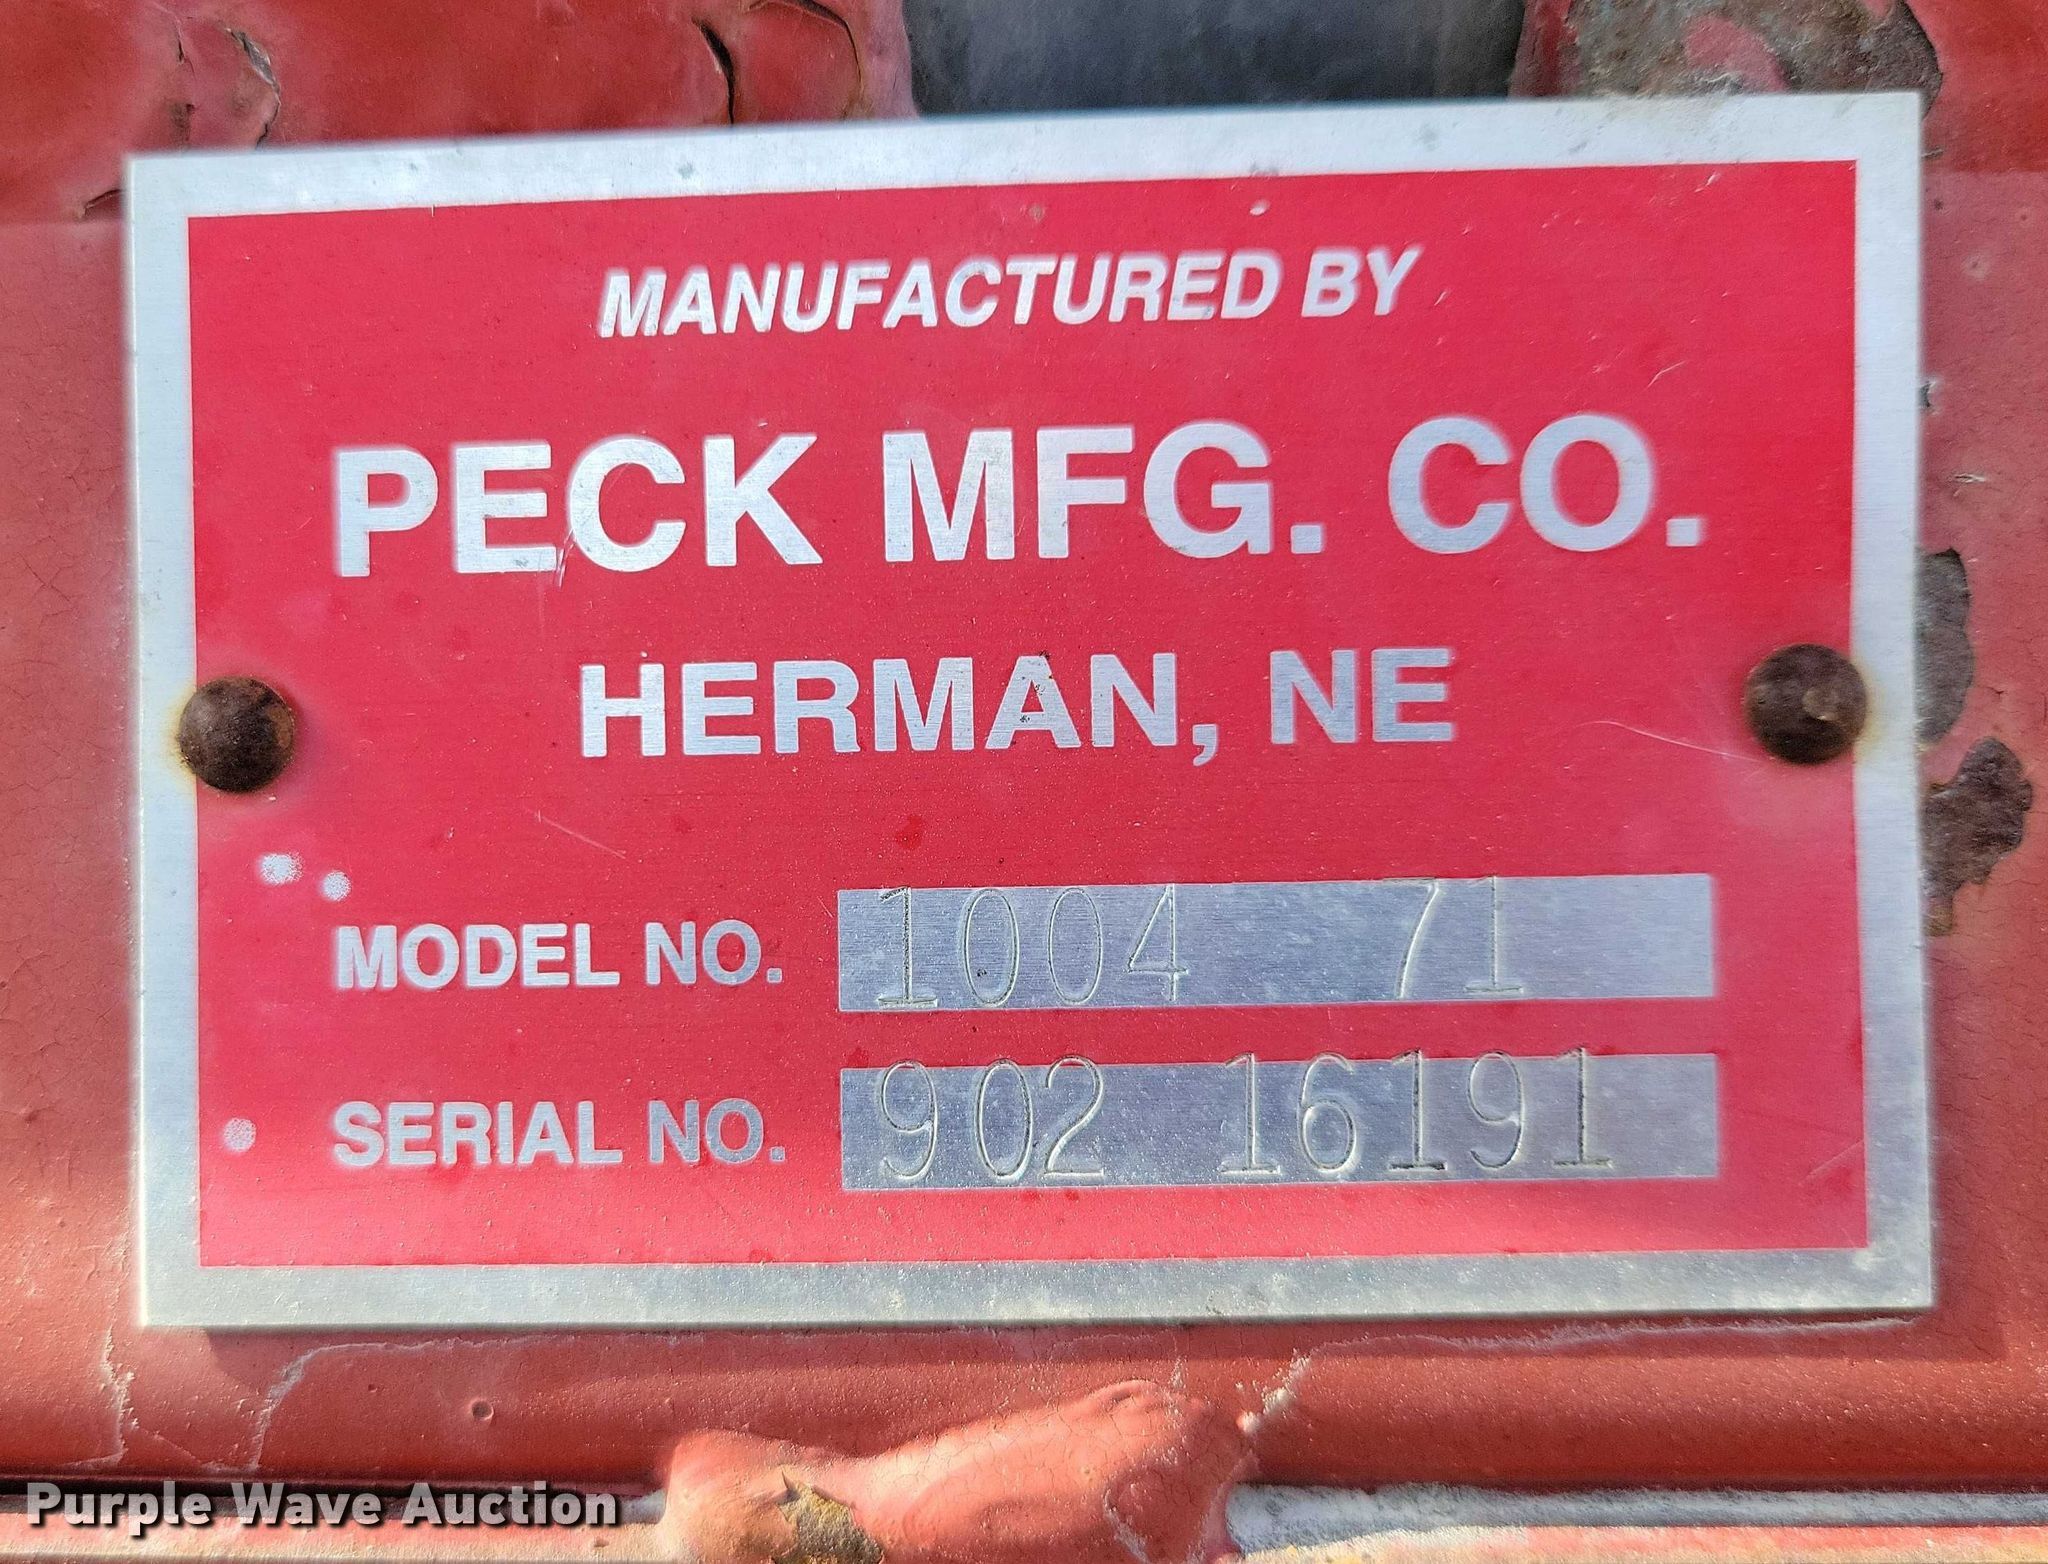 MANUFACTURED BY
PECK MFG. CO.
HERMAN, NE
MODEL NO. 1004 71
SERIAL NO. 902 16191
Purple Wave Auction